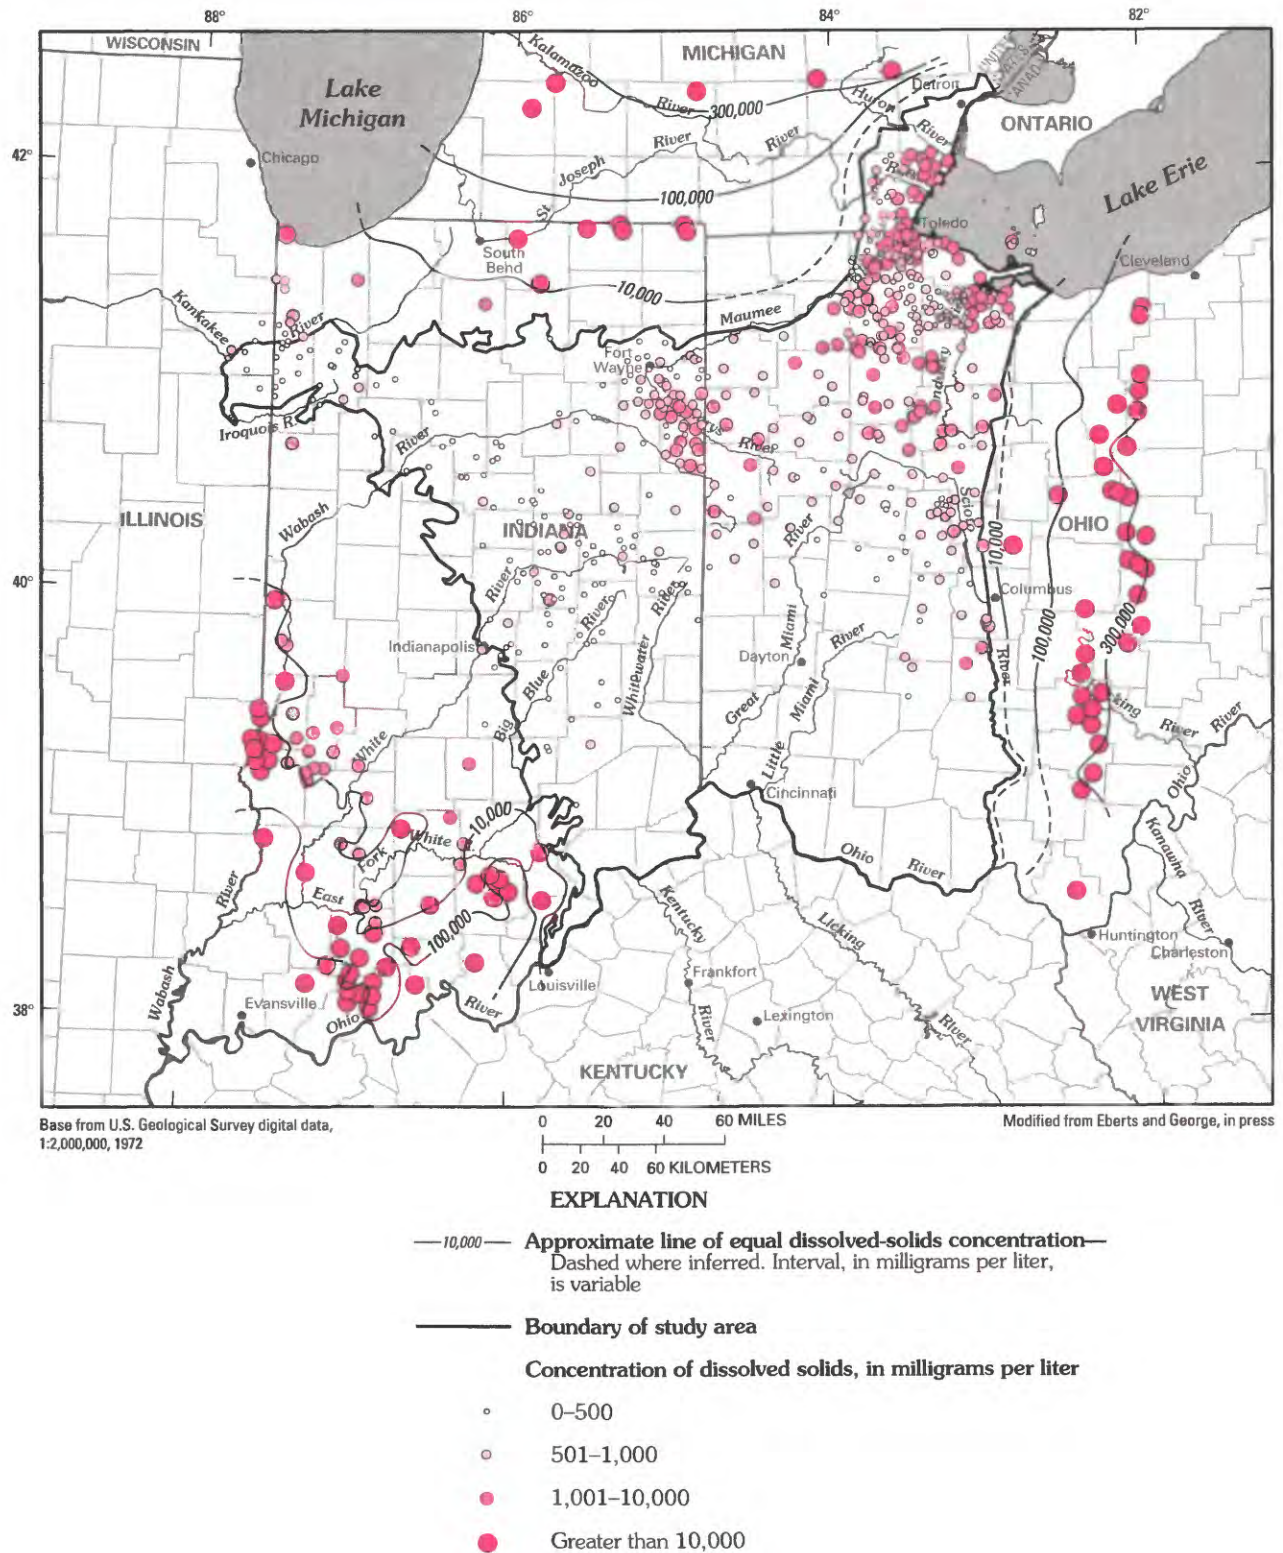 88°
86°
84°
82°
WISCONSIN
MICHIGAN
Kalamazoo
River
300,000
Huron
River
Detroit
ONTARIO
Lake
Michigan
42°
Chicago
St
Joseph
River
River
100,000
Lake Erie
Toledo
South
Bend
10,000
Cleveland
Kankakee
River
Maumee
Fort
Wayne
Iroquois R.
River
River
Wabash
ILLINOIS
INDIANA
OHIO
Scioto
River
10,000
100,000
300,000
40°
Columbus
River
River
River
Indianapolis
Big
Blue
Whitewater
Dayton
Great
Miami
River
Little
Miami
River
River
River
Ohio
White
Cincinnati
10,000
White
Fork
East
River
Ohio
River
Kanawha
River
100,000
Kentucky
River
Licking
River
Huntington
Charleston
Wabash
Evansville
Ohio
River
Louisville
Frankfort
Lexington
38°
WEST
VIRGINIA
KENTUCKY
Base from U.S. Geological Survey digital data,
1:2,000,000, 1972
0 20 40 60 MILES
0 20 40 60 KILOMETERS
Modified from Eberts and George, in press
EXPLANATION
10,000 Approximate line of equal dissolved-solids concentration—
Dashed where inferred. Interval, in milligrams per liter,
is variable
Boundary of study area
Concentration of dissolved solids, in milligrams per liter
0–500
501–1,000
1,001–10,000
Greater than 10,000